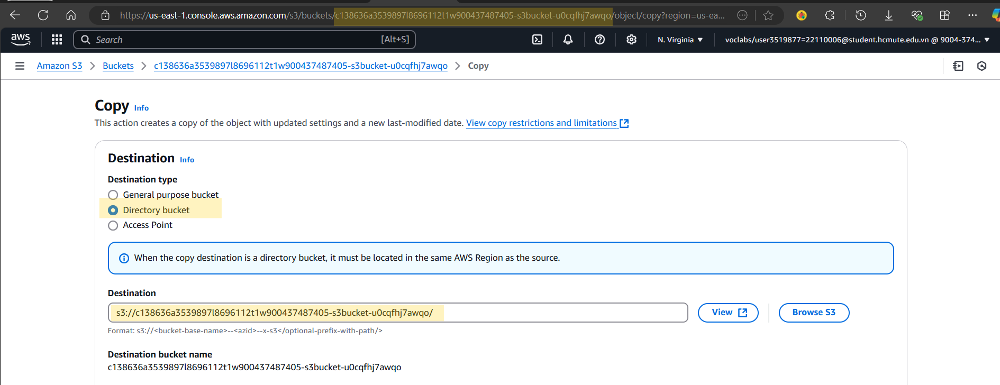 https://us-east-1.console.aws.amazon.com/s3/buckets/c138636a3539897l8696112t1w900437487405-s3bucket-u0cqfhj7awqo/object/copy?region=us-ea...
aws
Search
[Alt+S]
N. Virginia
voclabs/user3519877=22110006@student.hcmute.edu.vn @ 9004-374...
Amazon S3 > Buckets > c138636a3539897l8696112t1w900437487405-s3bucket-u0cqfhj7awqo > Copy
Copy Info
This action creates a copy of the object with updated settings and a new last-modified date. View copy restrictions and limitations
Destination Info
Destination type
General purpose bucket
Directory bucket
Access Point
When the copy destination is a directory bucket, it must be located in the same AWS Region as the source.
Destination
s3://c138636a3539897l8696112t1w900437487405-s3bucket-u0cqfhj7awqo/
View
Browse S3
Format: s3://<bucket-base-name>--<azid>--x-s3</optional-prefix-with-path/>
Destination bucket name
c138636a3539897l8696112t1w900437487405-s3bucket-u0cqfhj7awqo